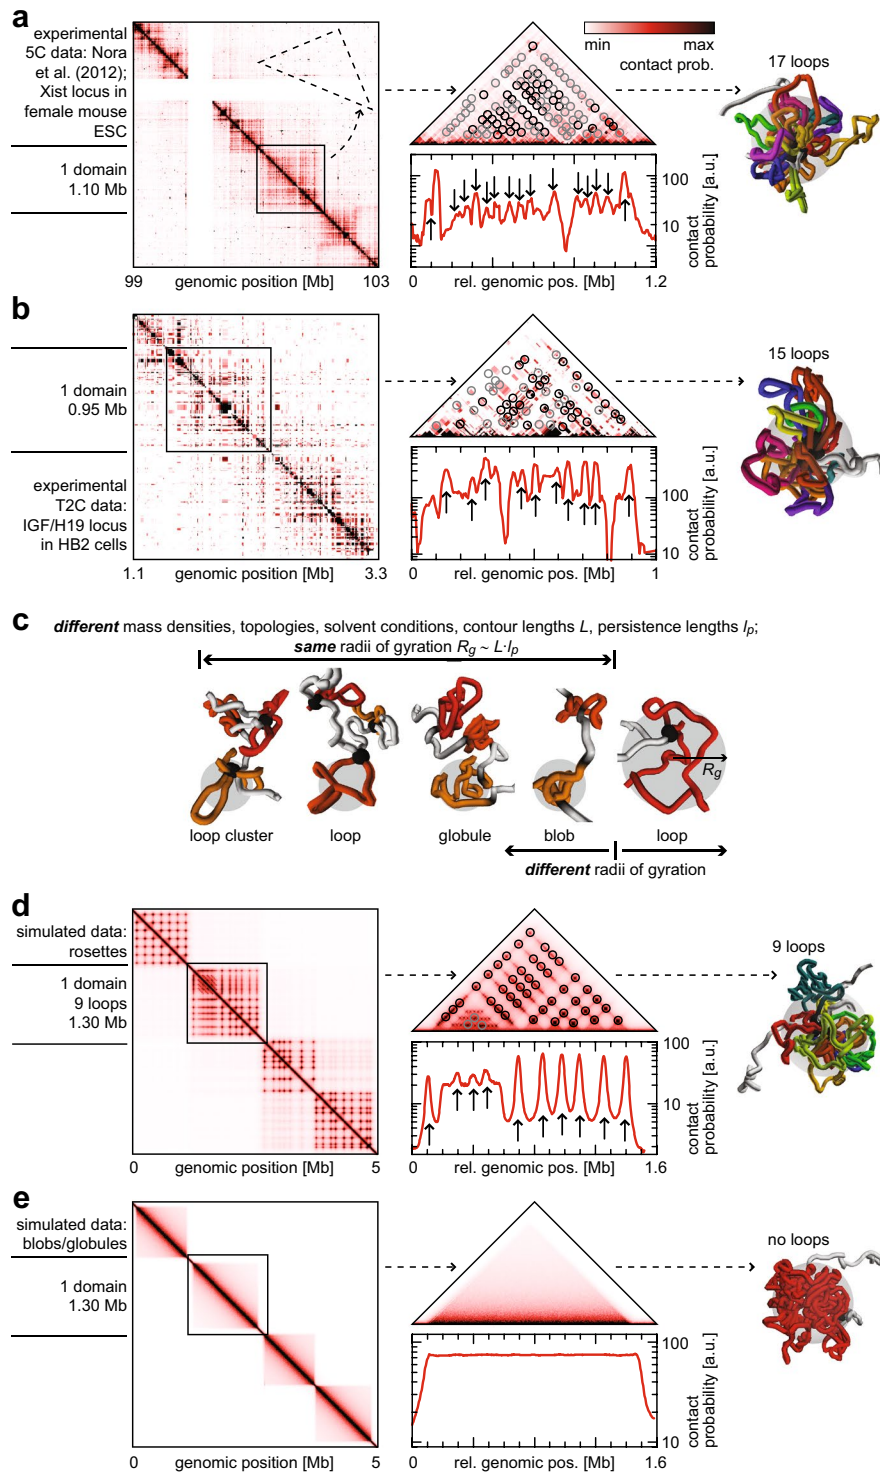 a
experimental
5C data: Nora
et al. (2012);
Xist locus in
female mouse
ESC
1 domain
1.10 Mb
99 genomic position [Mb] 103
min max
contact prob.
100
10
contact
probability [a.u.]
0 rel. genomic pos. [Mb] 1.2
17 loops
b
1 domain
0.95 Mb
experimental
T2C data:
IGF/H19 locus
in HB2 cells
1.1 genomic position [Mb] 3.3
100
10
contact
probability [a.u.]
0 rel. genomic pos. [Mb] 1
15 loops
c
different mass densities, topologies, solvent conditions, contour lengths L, persistence lengths lp;
same radii of gyration Rg ~ L·lp
Rg
loop cluster loop globule blob loop
different radii of gyration
d
simulated data:
rosettes
1 domain
9 loops
1.30 Mb
0 genomic position [Mb] 5
100
10
contact
probability [a.u.]
0 rel. genomic pos. [Mb] 1.6
9 loops
e
simulated data:
blobs/globules
1 domain
1.30 Mb
0 genomic position [Mb] 5
100
10
contact
probability [a.u.]
0 rel. genomic pos. [Mb] 1.6
no loops